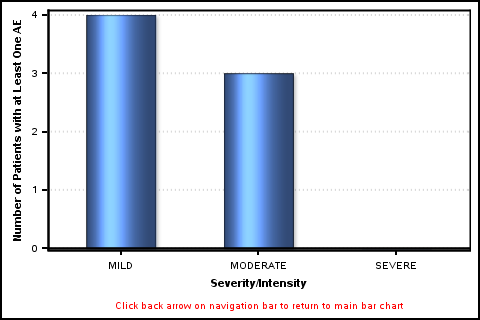 Number of Patients with at Least One AE
4
3
2
1
0
MILD
MODERATE
SEVERE
Severity/Intensity
Click back arrow on navigation bar to return to main bar chart